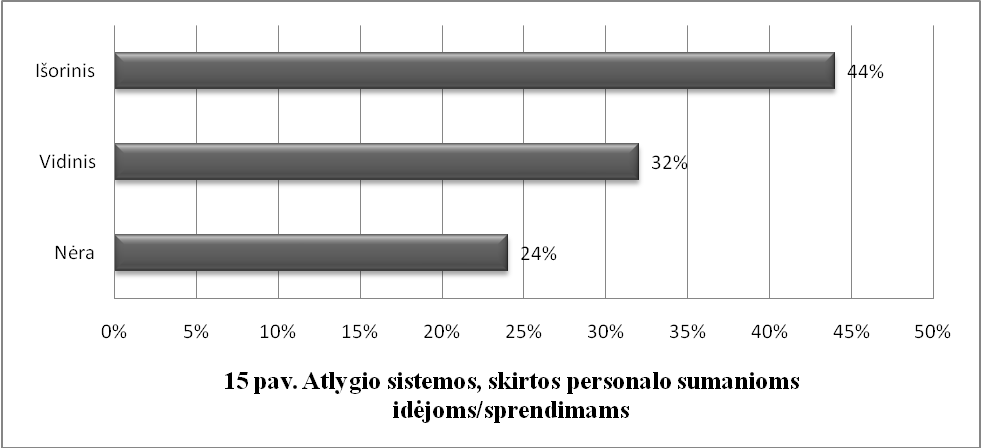 Išorinis
44%
Vidinis
32%
Nėra
24%
0% 5% 10% 15% 20% 25% 30% 35% 40% 45% 50%
15 pav. Atlygio sistemos, skirtos personalo sumanioms
idėjoms/sprendimams